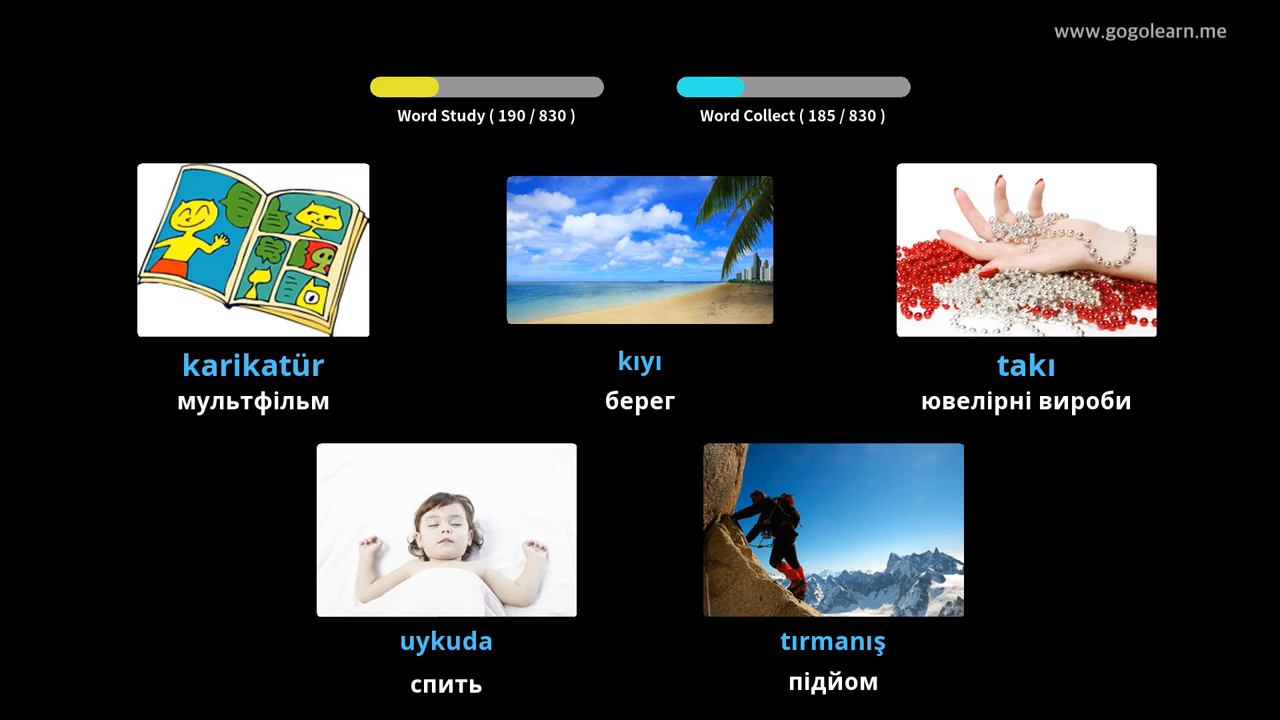 www.gogolearn.me
Word Study ( 190 / 830 )
Word Collect ( 185 / 830 )
karikatür
мультфільм
kıyı
берег
takı
ювелірні вироби
uykuda
спить
tırmanış
підйом